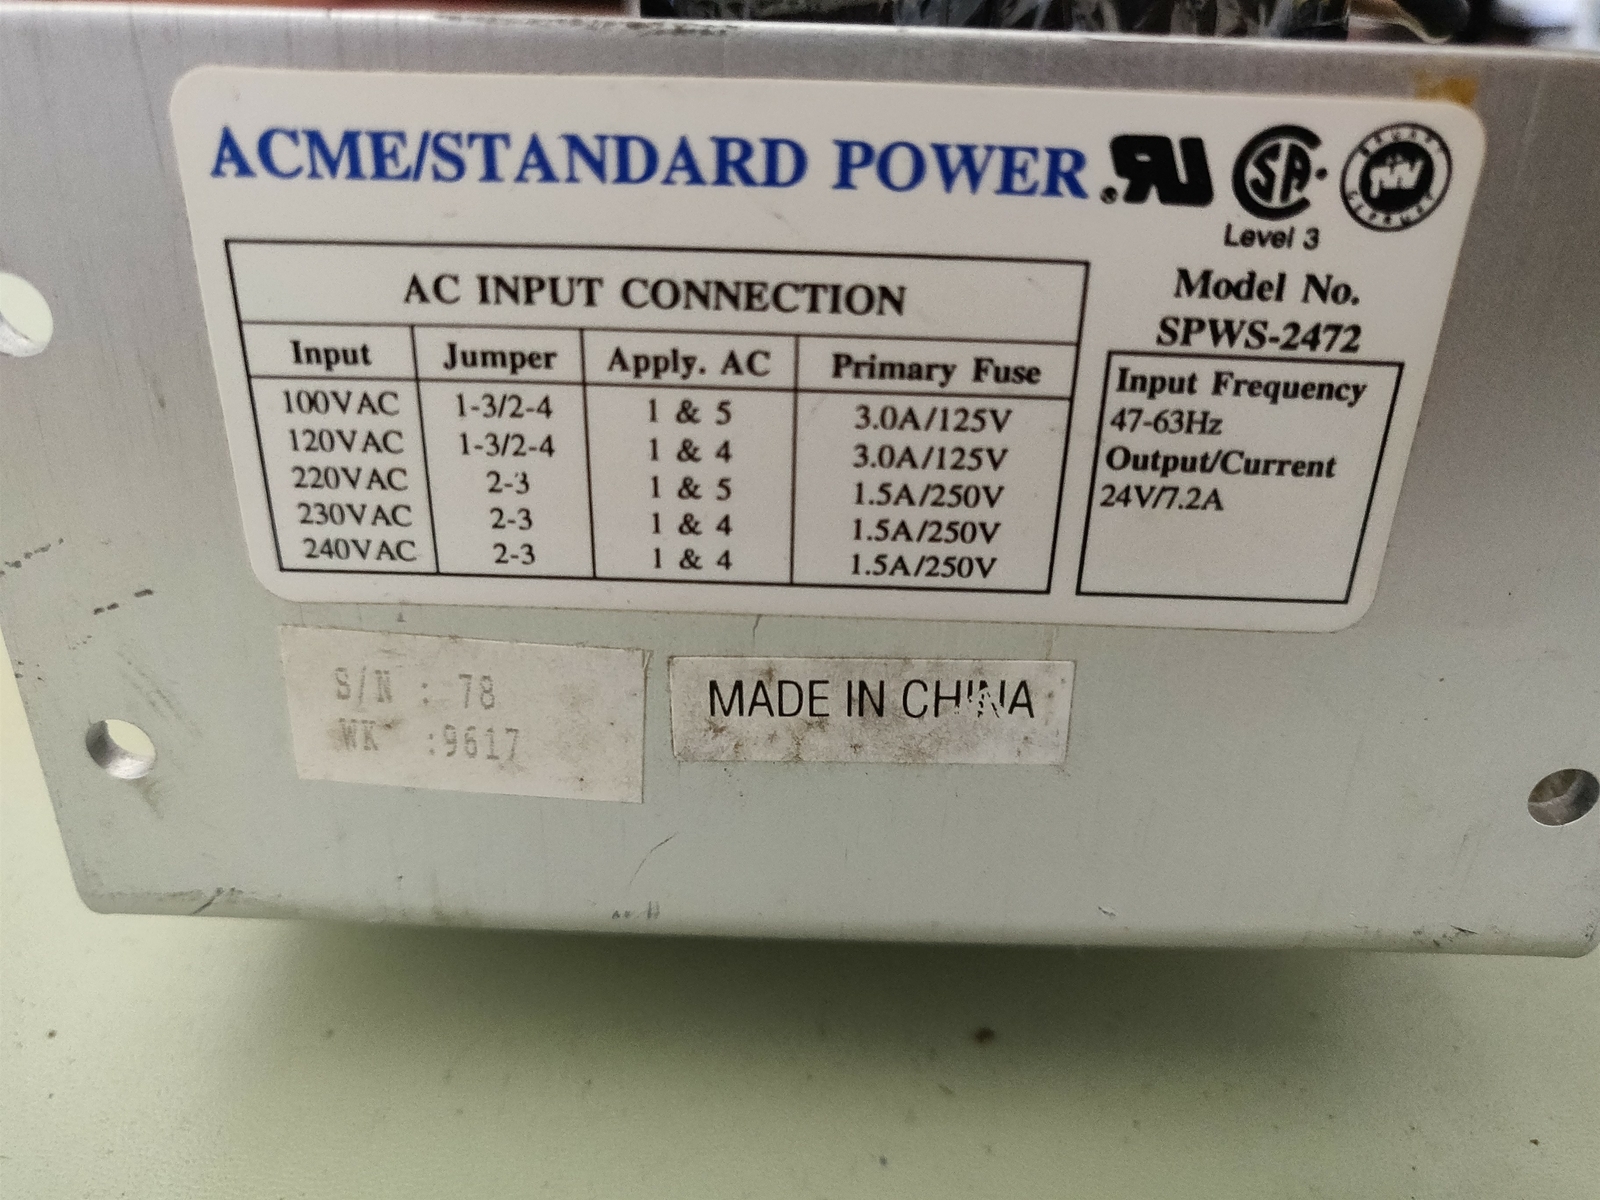 ACME/STANDARD POWER
Level 3
AC INPUT CONNECTION
Input Jumper Apply. AC Primary Fuse
100VAC 1-3/2-4 1 & 5 3.0A/125V
120VAC 1-3/2-4 1 & 4 3.0A/125V
220VAC 2-3 1 & 5 1.5A/250V
230VAC 2-3 1 & 4 1.5A/250V
240VAC 2-3 1 & 4 1.5A/250V
Model No.
SPWS-2472
Input Frequency
47-63Hz
Output/Current
24V/7.2A
S/N : 78
WK :9617
MADE IN CHINA